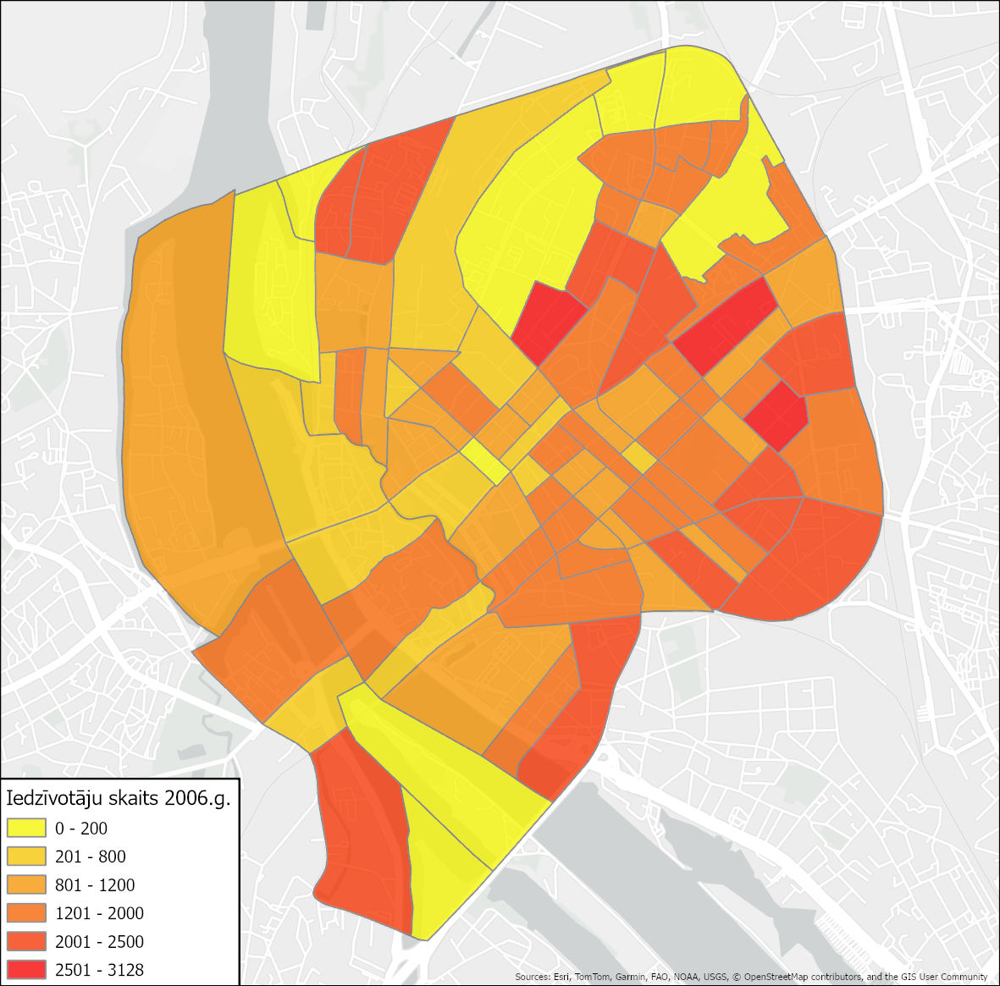 Iedzīvotāju skaits 2006.g.
0 - 200
201 - 800
801 - 1200
1201 - 2000
2001 - 2500
2501 - 3128
Sources: Esri, TomTom, Garmin, FAO, NOAA, USGS, © OpenStreetMap contributors, and the GIS User Community